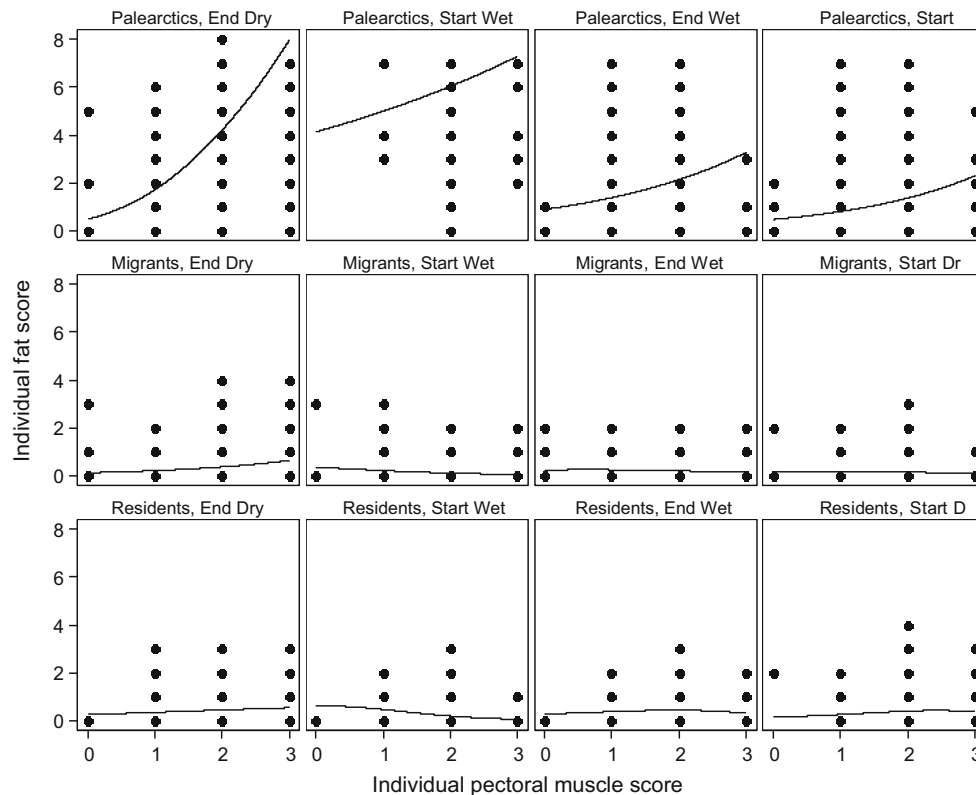 Palearctics, End Dry Palearctics, Start Wet Palearctics, End Wet Palearctics, Start
8
6
4
2
0
Migrants, End Dry Migrants, Start Wet Migrants, End Wet Migrants, Start Dr
8
6
4
2
0
Residents, End Dry Residents, Start Wet Residents, End Wet Residents, Start D
8
6
4
2
0
0 1 2 3 0 1 2 3 0 1 2 3 0 1 2 3
Individual fat score
Individual pectoral muscle score